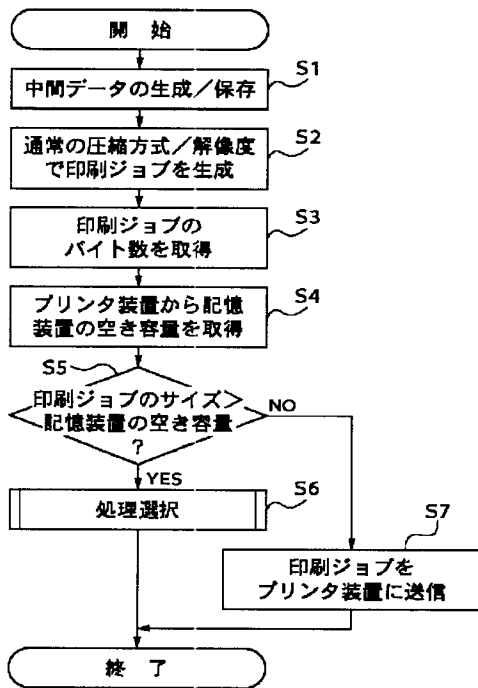 開 始
S1
中間データの生成／保存
S2
通常の圧縮方式／解像度
で印刷ジョブを生成
S3
印刷ジョブの
バイト数を取得
S4
プリンタ装置から記憶
装置の空き容量を取得
S5
印刷ジョブのサイズ＞
記憶装置の空き容量
？
NO
YES
S6
処理選択
S7
印刷ジョブを
プリンタ装置に送信
終 了